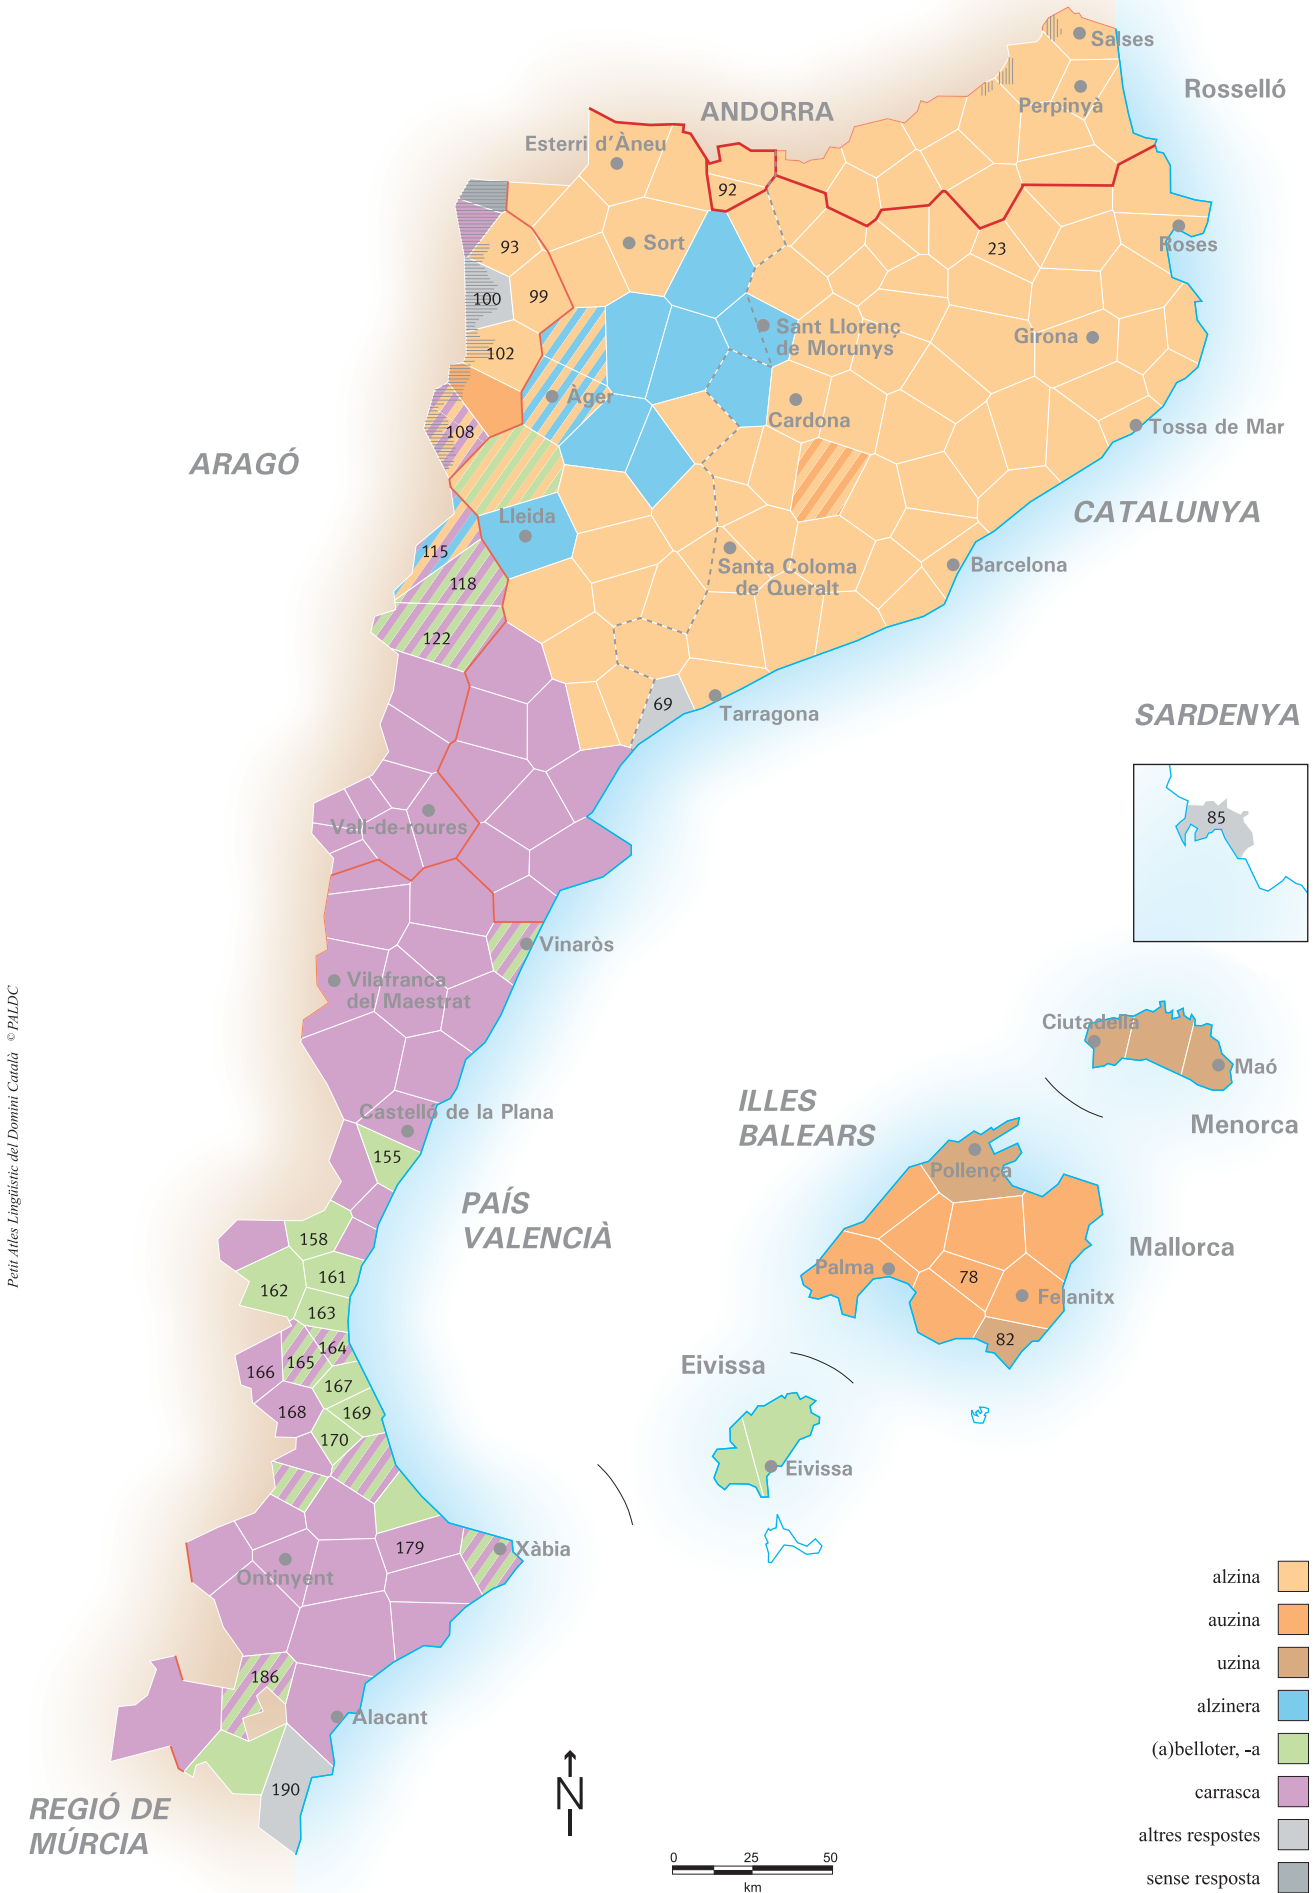 Salses
Rosselló
ANDORRA
Perpinyà
Esterri d'Àneu
92
93
Sort
23
Roses
100
99
Sant Llorenç
de Morunys
Girona
102
Àger
Cardona
Tossa de Mar
108
ARAGÓ
CATALUNYA
Lleida
115
Santa Coloma
de Queralt
Barcelona
118
122
69
Tarragona
SARDENYA
85
Vall-de-roures
Vinaròs
Vilafranca
del Maestrat
Ciutadella
Maó
Menorca
ILLES
BALEARS
Castelló de la Plana
155
Pollença
PAÍS
VALENCIÀ
158
Mallorca
161
162
Palma
78
Felanitx
163
82
164
165
166
Eivissa
167
168
169
170
Eivissa
179
Xàbia
Ontinyent
186
Alacant
190
REGIÓ DE
MÚRCIA
N
0 25 50
km
alzina
auzina
uzina
alzinera
(a)belloter, -a
carrasca
altres respostes
sense resposta
Petit Atles Lingüístic del Domini Català © PALDC